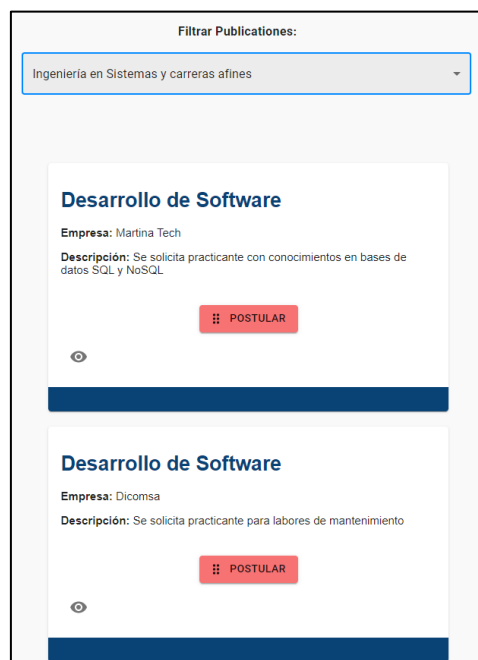 Filtrar Publicationes:
Ingeniería en Sistemas y carreras afines
Desarrollo de Software
Empresa: Martina Tech
Descripción: Se solicita practicante con conocimientos en bases de
datos SQL y NoSQL
POSTULAR
Desarrollo de Software
Empresa: Dicomsa
Descripción: Se solicita practicante para labores de mantenimiento
POSTULAR